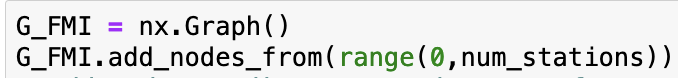 G_FMI = nx.Graph()
G_FMI.add_nodes_from(range(0,num_stations))